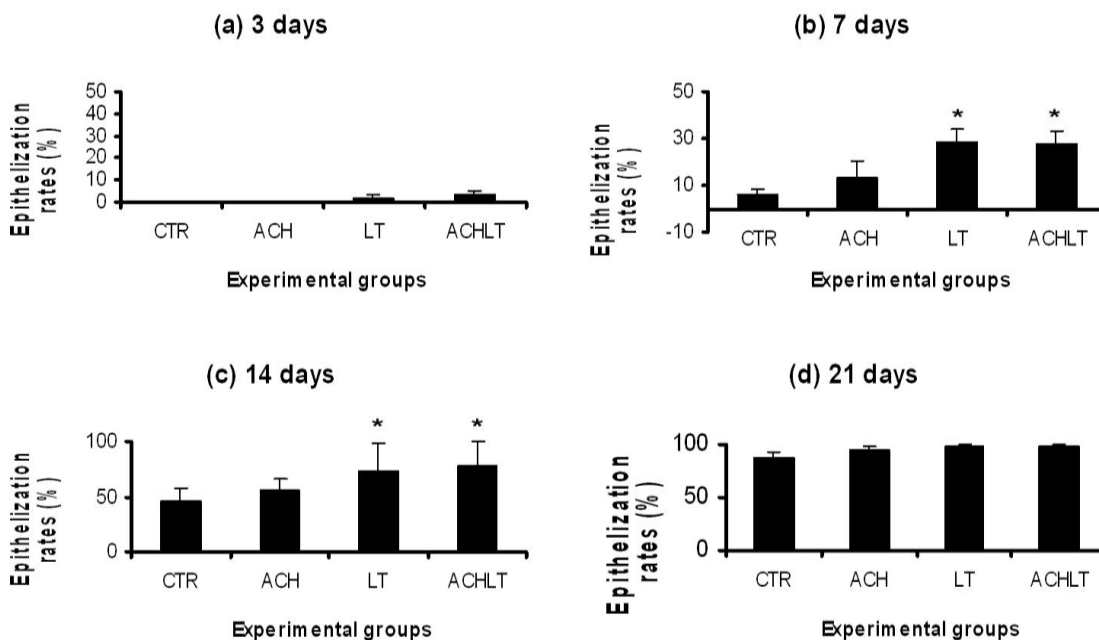 (a) 3 days
Epithelization
rates (%)
50
40
30
20
10
0
CTR ACH LT ACHLT
Experimental groups
(b) 7 days
Epithelization
rates (%)
50
30
10
-10
* *
CTR ACH LT ACHLT
Experimental groups
(c) 14 days
Epithelization
rates (%)
100
50
0
* *
CTR ACH LT ACHLT
Experimental groups
(d) 21 days
Epithelization
rates (%)
100
50
0
CTR ACH LT ACHLT
Experimental groups